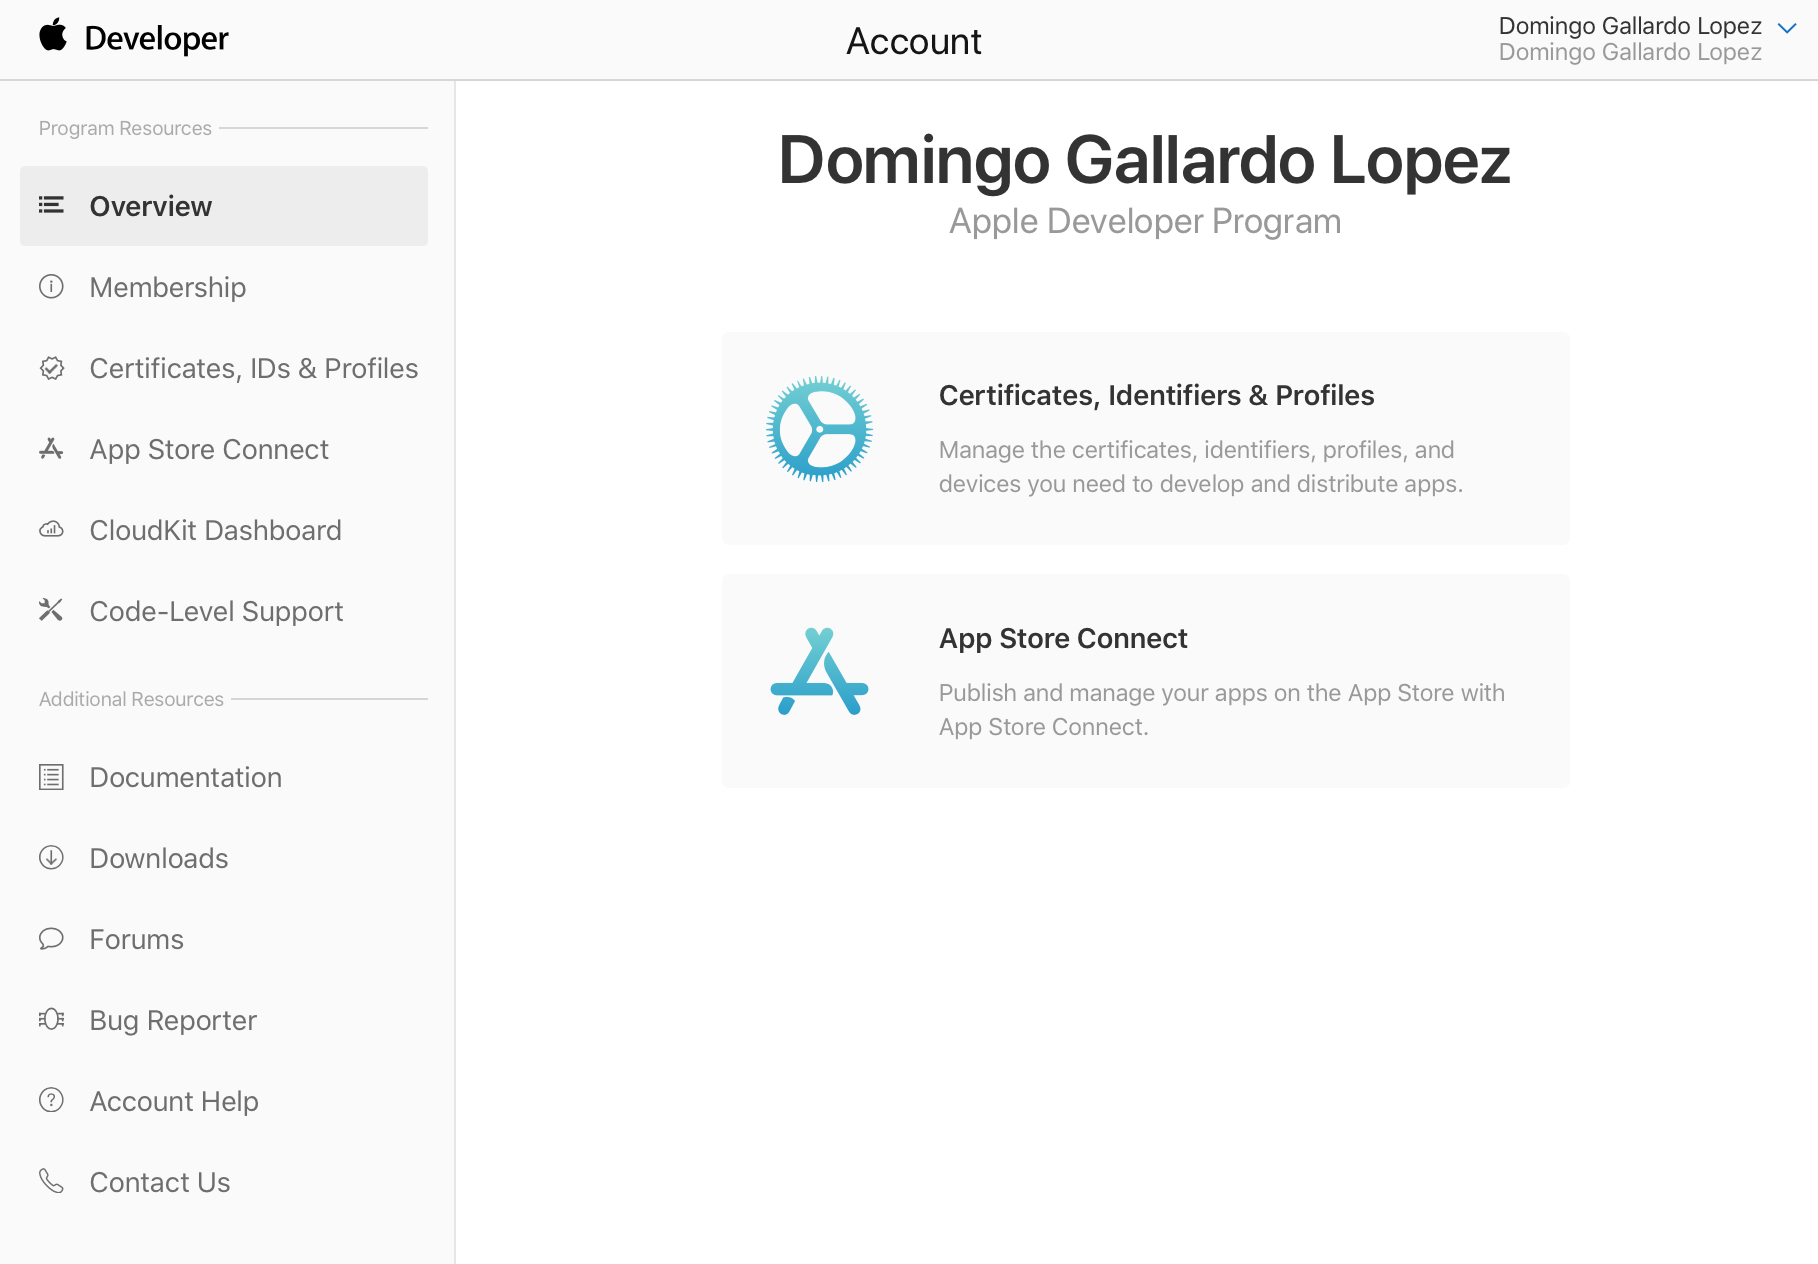 Developer
Account
Domingo Gallardo Lopez
Domingo Gallardo Lopez
Program Resources
Overview
Membership
Certificates, IDs & Profiles
App Store Connect
CloudKit Dashboard
Code-Level Support
Additional Resources
Documentation
Downloads
Forums
Bug Reporter
Account Help
Contact Us
Domingo Gallardo Lopez
Apple Developer Program
Certificates, Identifiers & Profiles
Manage the certificates, identifiers, profiles, and
devices you need to develop and distribute apps.
App Store Connect
Publish and manage your apps on the App Store with
App Store Connect.